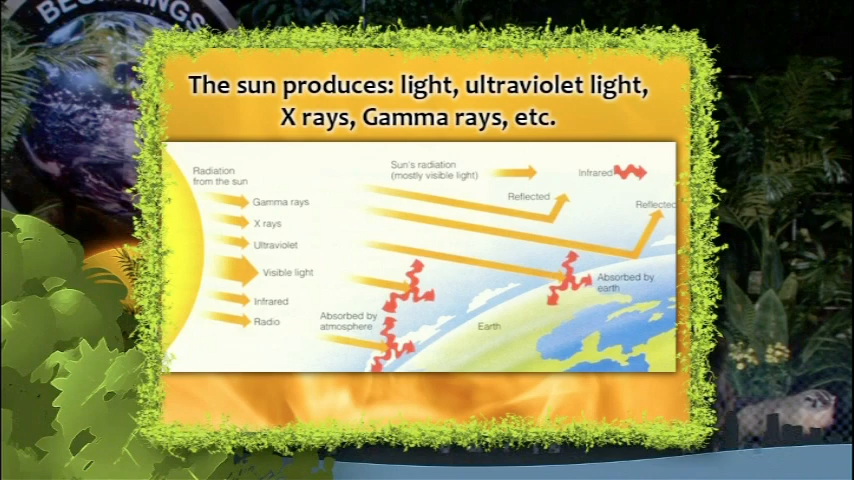 BEGINNINGS
The sun produces: light, ultraviolet light,
X rays, Gamma rays, etc.
Radiation
from the sun
Sun's radiation
(mostly visible light)
Infrared
Gamma rays
Reflected
Reflected
X rays
Ultraviolet
Visible light
Absorbed by
earth
Infrared
Absorbed by
atmosphere
Radio
Earth